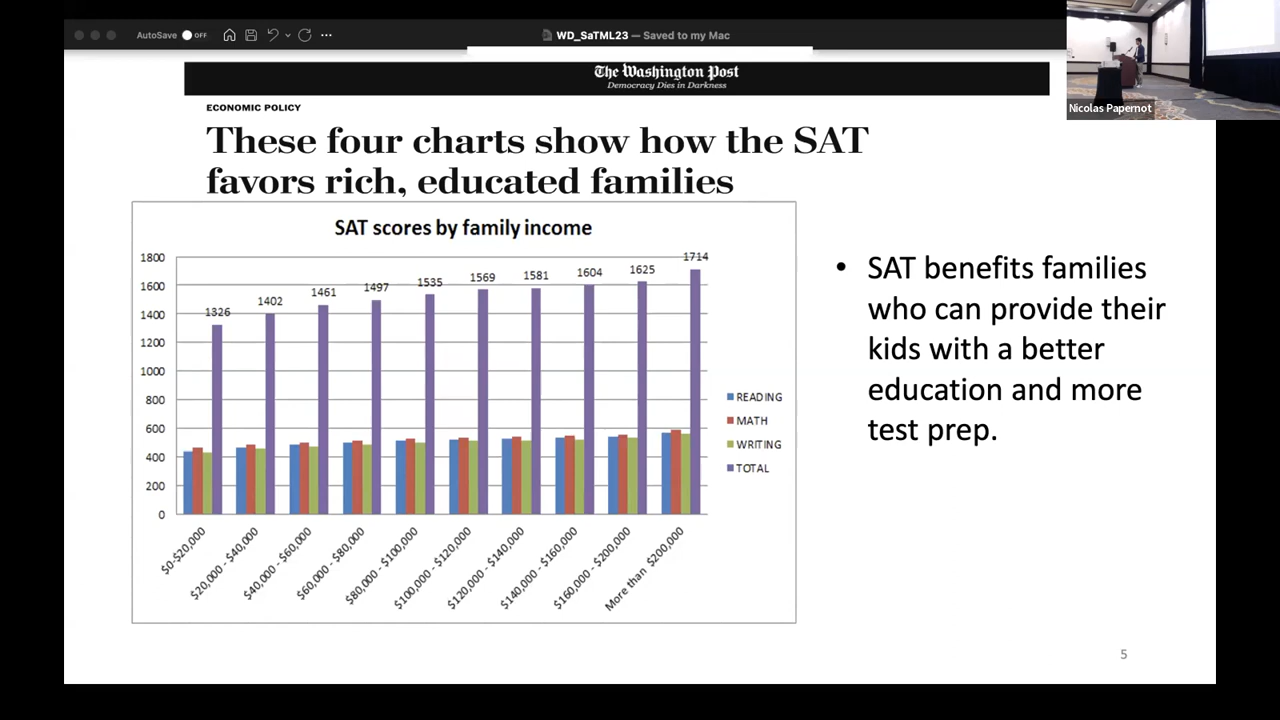 AutoSave OFF
WD_SaTML23 — Saved to my Mac
Nicolas Papernot
The Washington Post
Democracy Dies in Darkness
ECONOMIC POLICY
These four charts show how the SAT
favors rich, educated families
SAT scores by family income
1800
1600
1400
1200
1000
800
600
400
200
0
1326
1402
1461
1497
1535
1569
1581
1604
1625
1714
$0-$20,000
$20,000 - $40,000
$40,000 - $60,000
$60,000 - $80,000
$80,000 - $100,000
$100,000 - $120,000
$120,000 - $140,000
$140,000 - $160,000
$160,000 - $200,000
More than $200,000
READING
MATH
WRITING
TOTAL
• SAT benefits families
who can provide their
kids with a better
education and more
test prep.
5